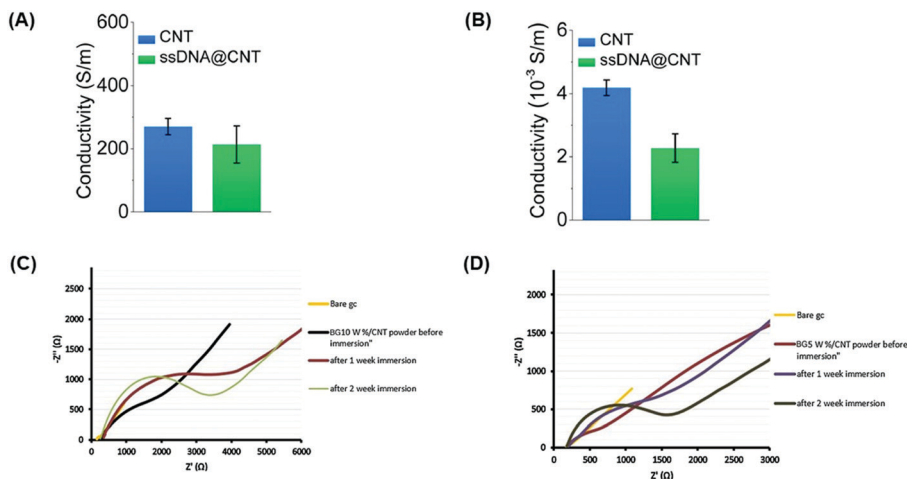 (A)
Conductivity (S/m)
600
400
200
0
CNT
ssDNA@CNT
(B)
Conductivity (10-3 S/m)
6
4
2
0
CNT
ssDNA@CNT
(C)
-Z'' (Ω)
2500
2000
1500
1000
500
0
0 1000 2000 3000 4000 5000 6000
Z' (Ω)
Bare gc
BG10 W %/CNT powder before
immersion"
after 1 week immersion
after 2 week immersion
(D)
-Z'' (Ω)
2000
1500
1000
500
0
0 500 1000 1500 2000 2500 3000
Z' (Ω)
Bare gc
BG5 W %/CNT powder before
immersion"
after 1 week immersion
after 2 week immersion